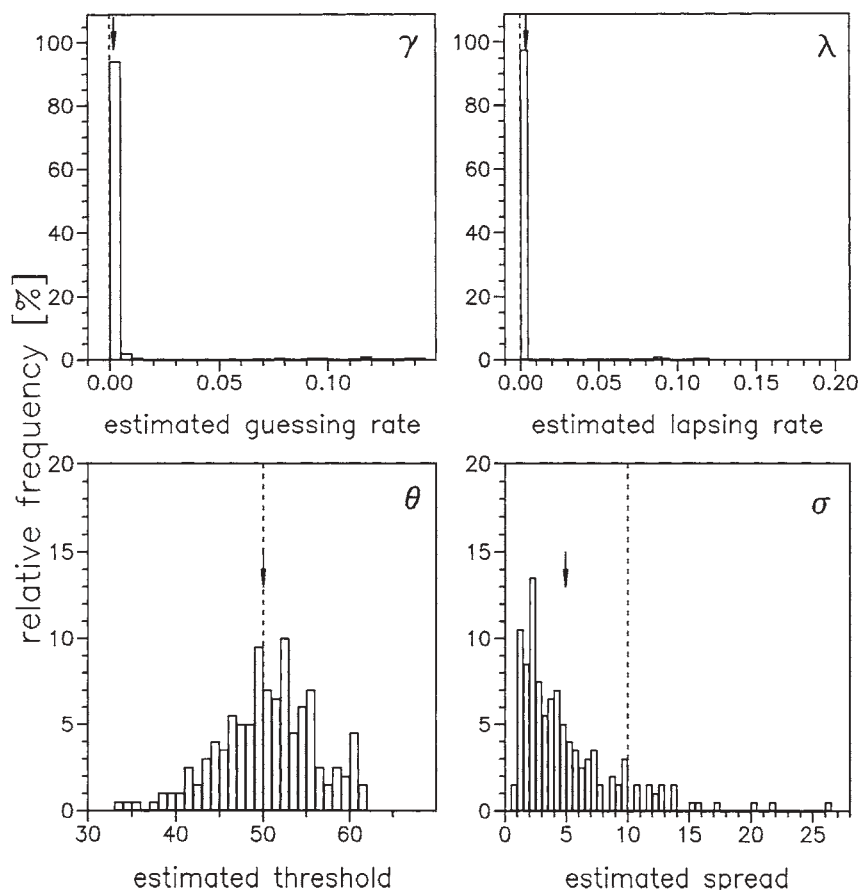 γ
100
80
60
40
20
0
0.00 0.05 0.10
estimated guessing rate
λ
100
80
60
40
20
0
0.00 0.05 0.10 0.15 0.20
estimated lapsing rate
relative frequency [%]
θ
20
15
10
5
0
30 40 50 60
estimated threshold
σ
20
15
10
5
0
0 5 10 15 20 25
estimated spread